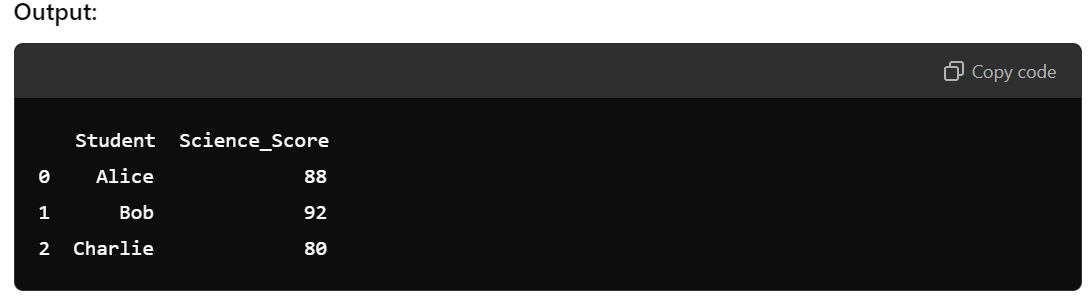 Output:
Copy code
Student Science_Score
0 Alice 88
1 Bob 92
2 Charlie 80